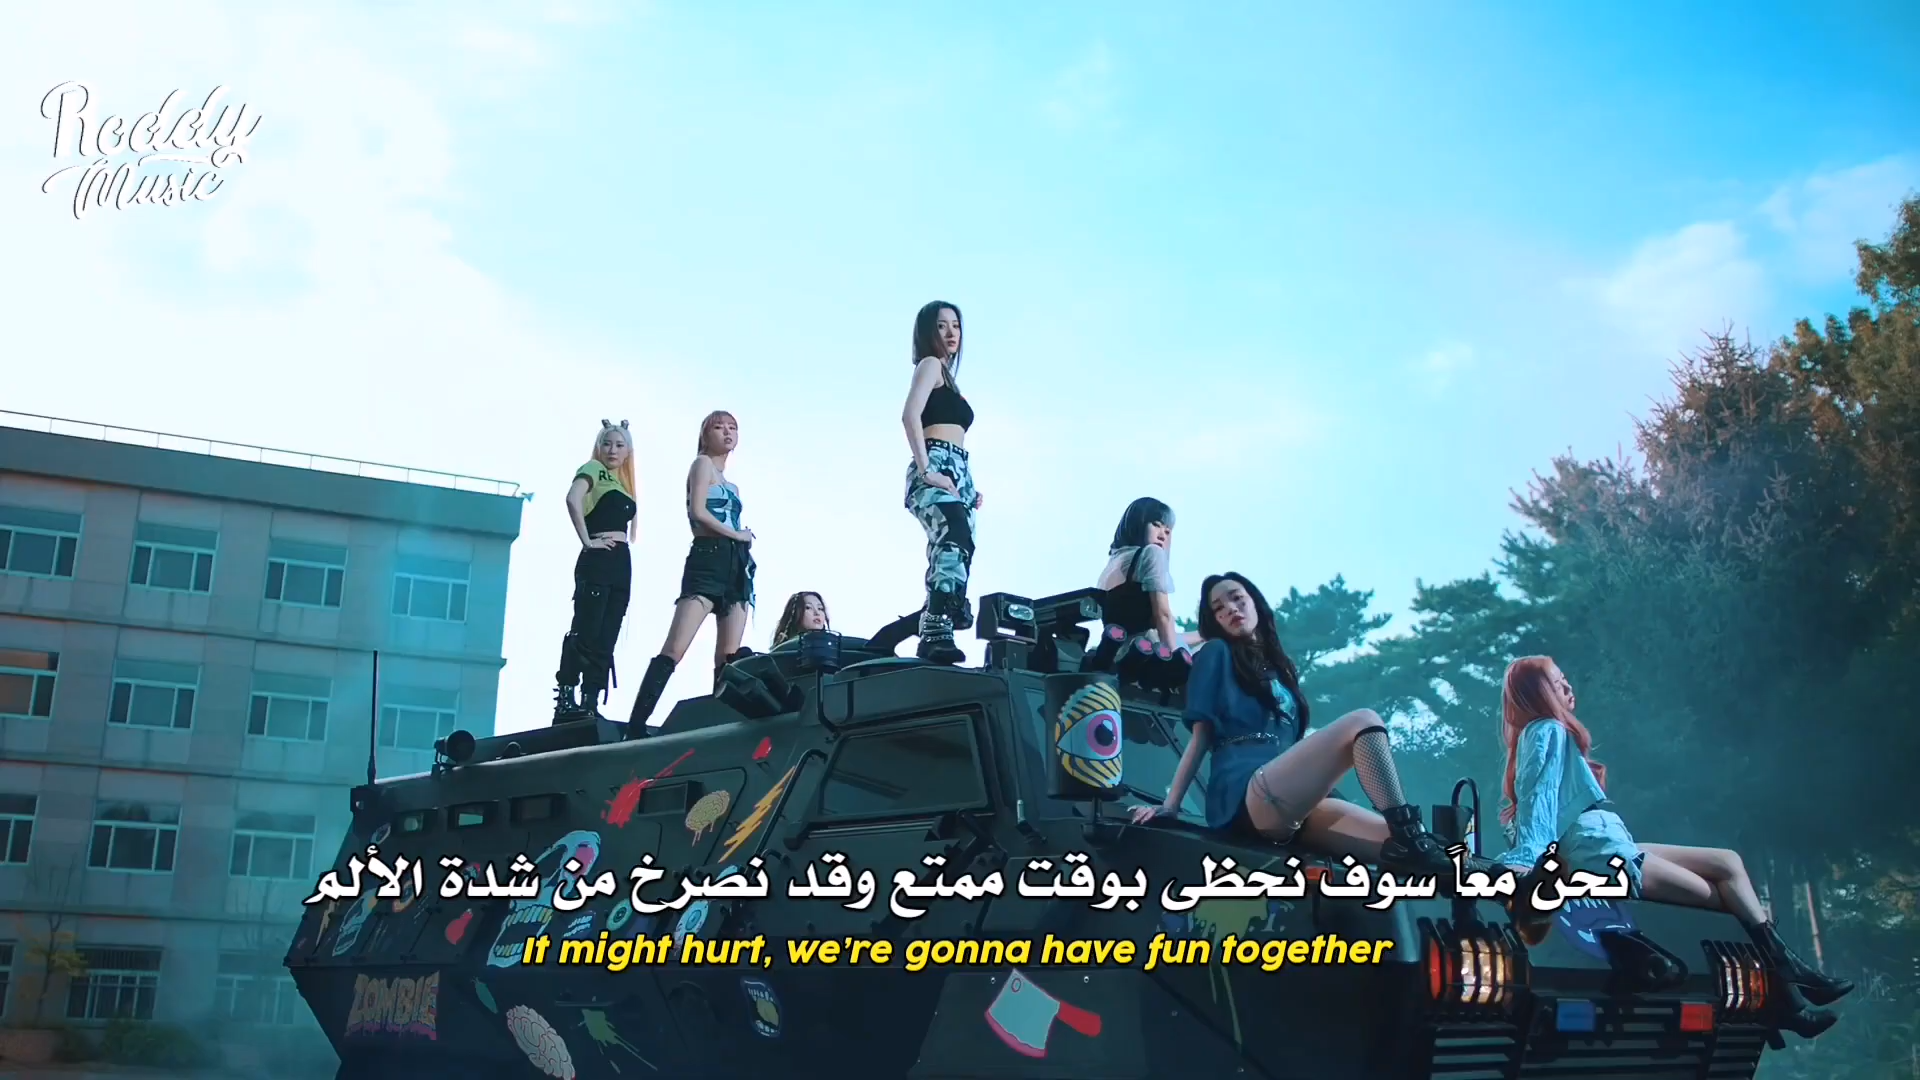 Roddy
Music
RE
نحنُ معاً سوف نحظى بوقت ممتع وقد نصرخ من شدة الألم
It might hurt, we're gonna have fun together
ZOMBIE